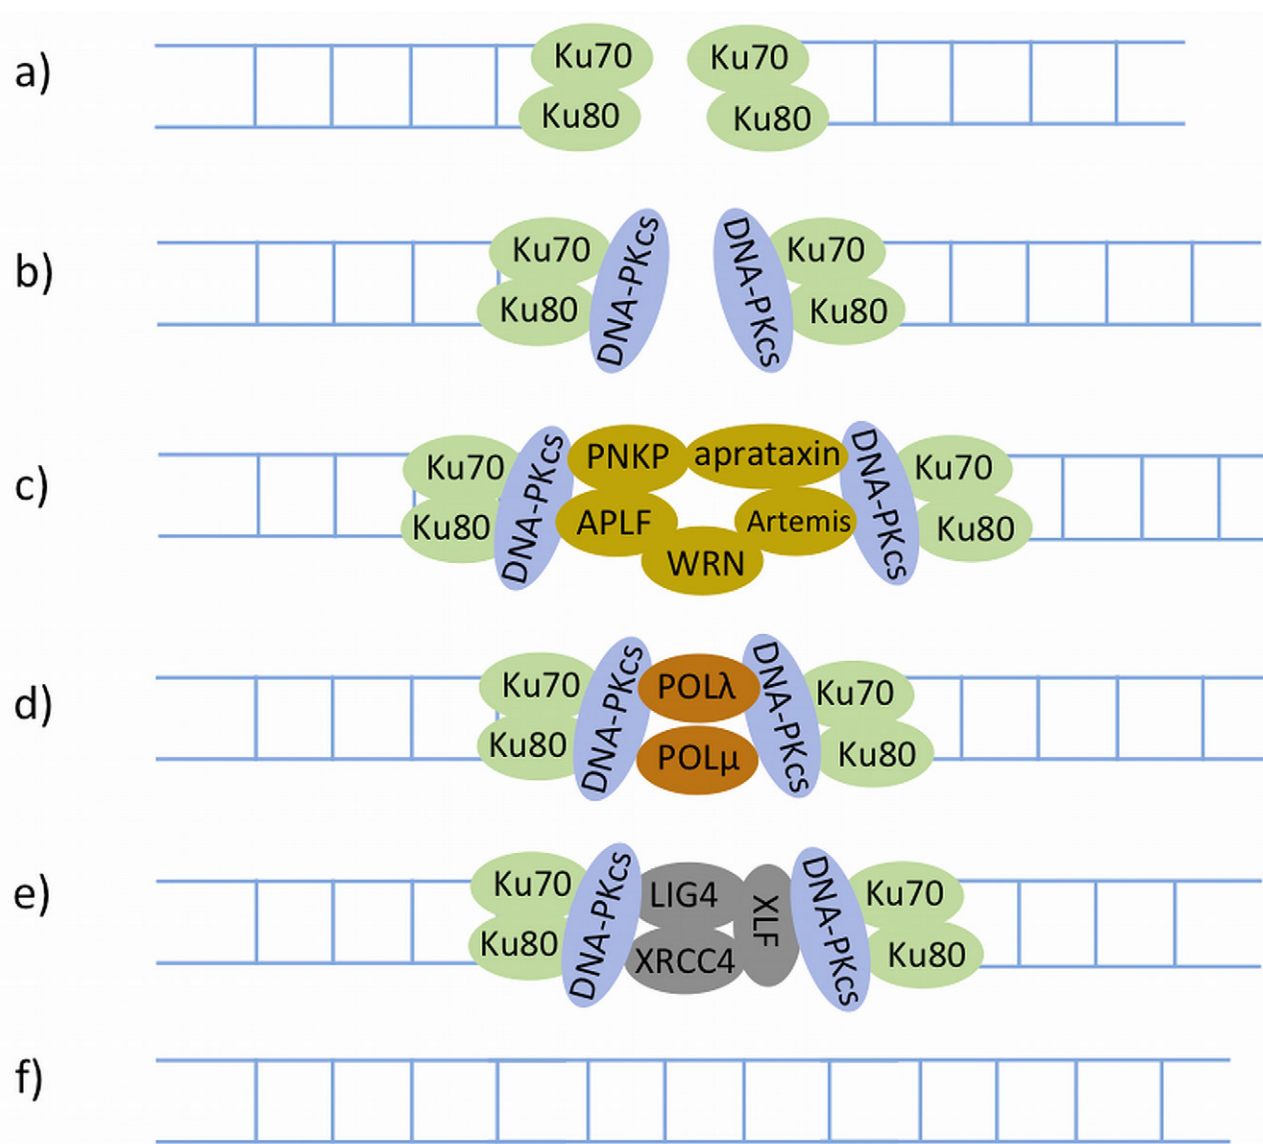 a)
Ku70 Ku70
Ku80 Ku80
b)
Ku70 DNA-PKcs DNA-PKcs Ku70
Ku80 Ku80
c)
Ku70 DNA-PKcs PNKP aprataxin DNA-PKcs Ku70
Ku80 APLF Artemis Ku80
WRN
d)
Ku70 DNA-PKcs POLλ DNA-PKcs Ku70
Ku80 POLμ Ku80
e)
Ku70 DNA-PKcs LIG4 XLF DNA-PKcs Ku70
Ku80 XRCC4 Ku80
f)